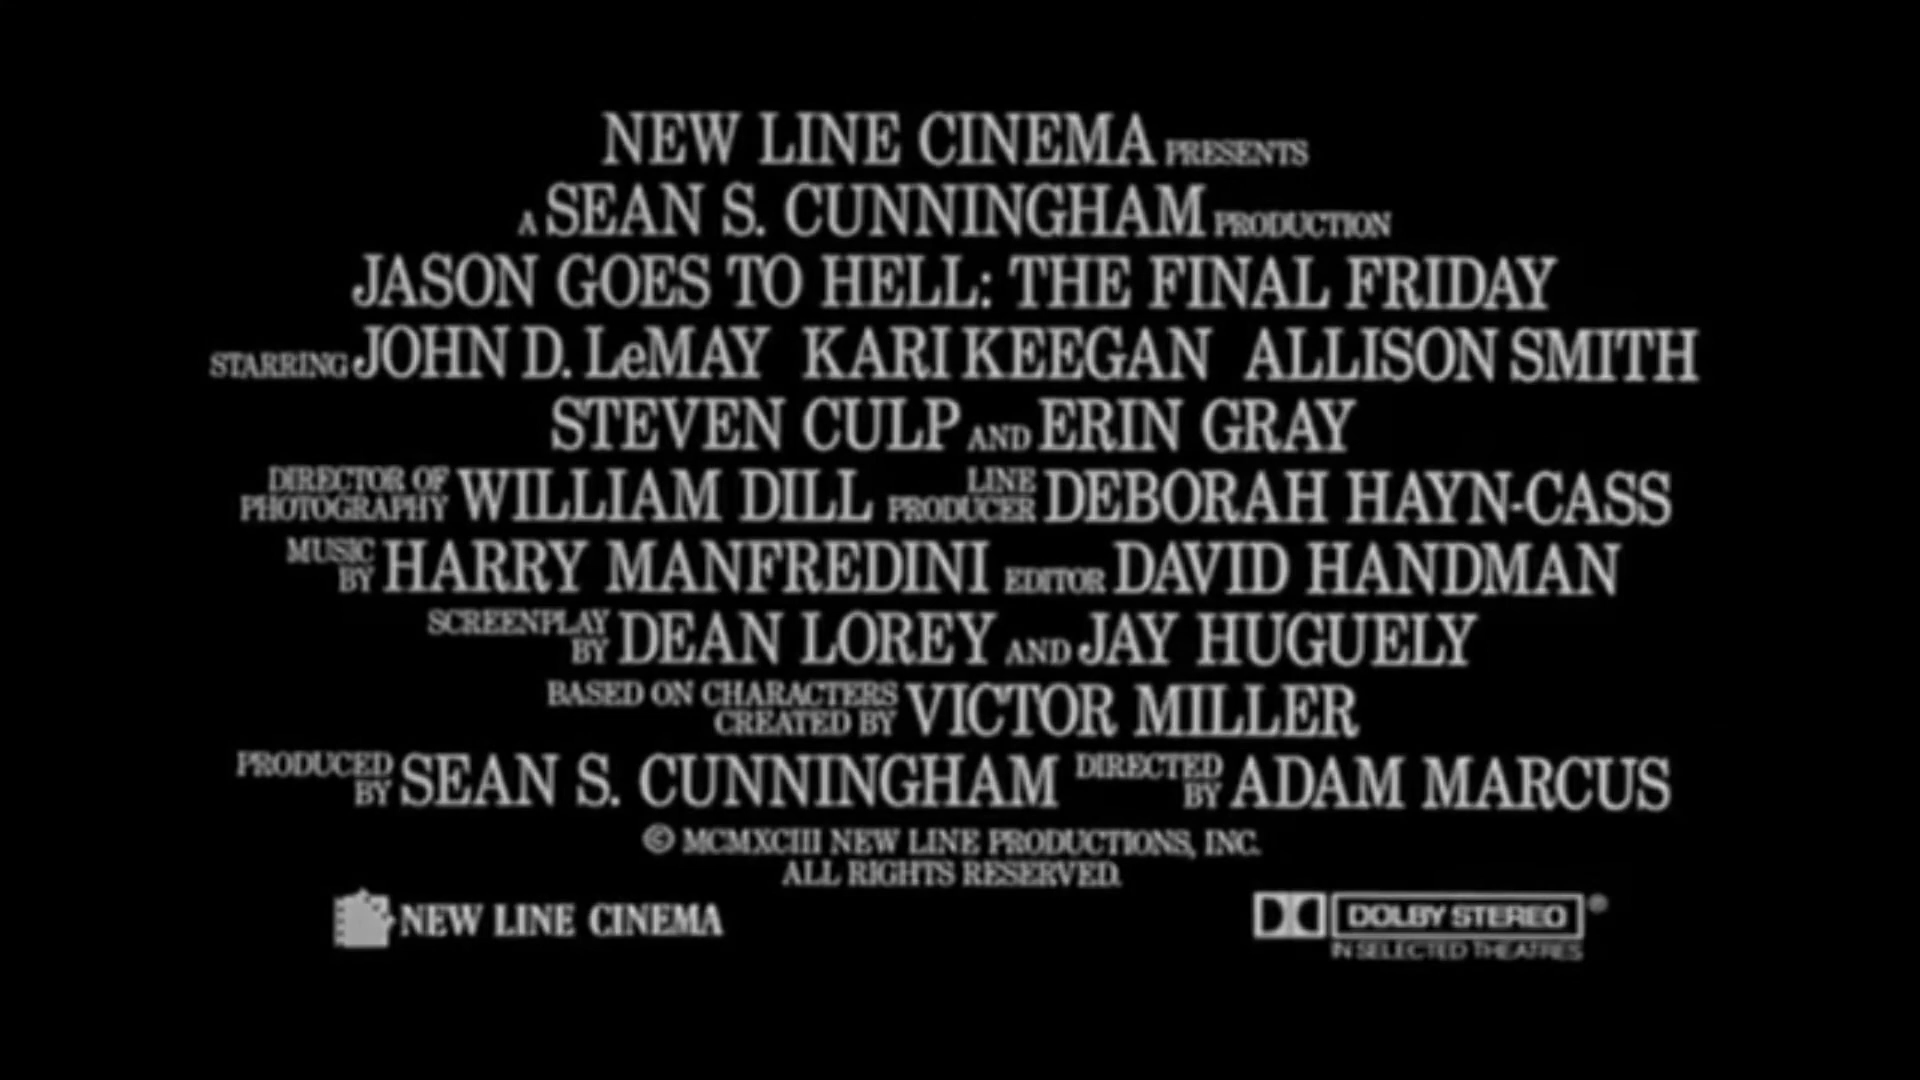 NEW LINE CINEMA PRESENTS
A SEAN S. CUNNINGHAM PRODUCTION
JASON GOES TO HELL: THE FINAL FRIDAY
STARRING JOHN D. LeMAY KARI KEEGAN ALLISON SMITH
STEVEN CULP AND ERIN GRAY
DIRECTOR OF PHOTOGRAPHY WILLIAM DILL LINE PRODUCER DEBORAH HAYN-CASS
MUSIC BY HARRY MANFREDINI EDITOR DAVID HANDMAN
SCREENPLAY BY DEAN LOREY AND JAY HUGUELY
BASED ON CHARACTERS CREATED BY VICTOR MILLER
PRODUCED BY SEAN S. CUNNINGHAM DIRECTED BY ADAM MARCUS
© MCMXCIII NEW LINE PRODUCTIONS, INC.
ALL RIGHTS RESERVED.
NEW LINE CINEMA
DOLBY STEREO ®
IN SELECTED THEATRES